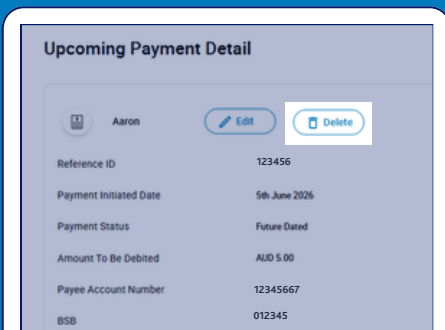 Upcoming Payment Detail
Aaron Edit Delete
Reference ID 123456
Payment Initiated Date 5th June 2026
Payment Status Future Dated
Amount To Be Debited AUD 5.00
Payee Account Number 12345667
BSB 012345